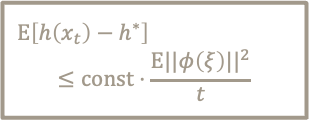 E[h(x_t) − h*]
≤ const · E||ϕ(ξ)||² / t